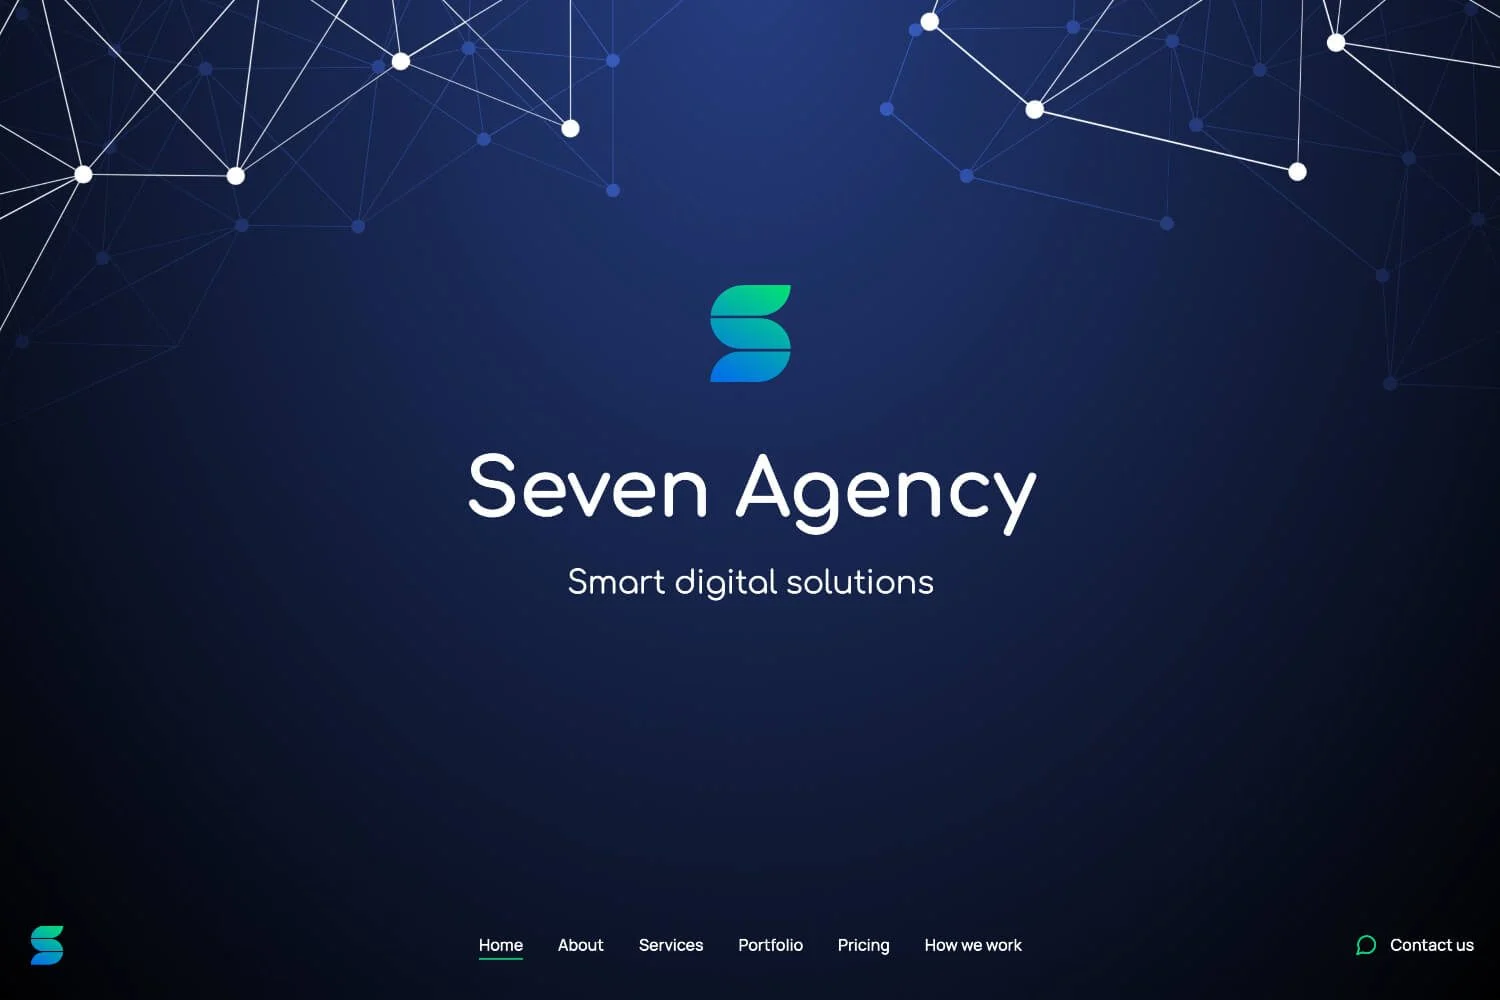 Seven Agency
Smart digital solutions
Home About Services Portfolio Pricing How we work Contact us